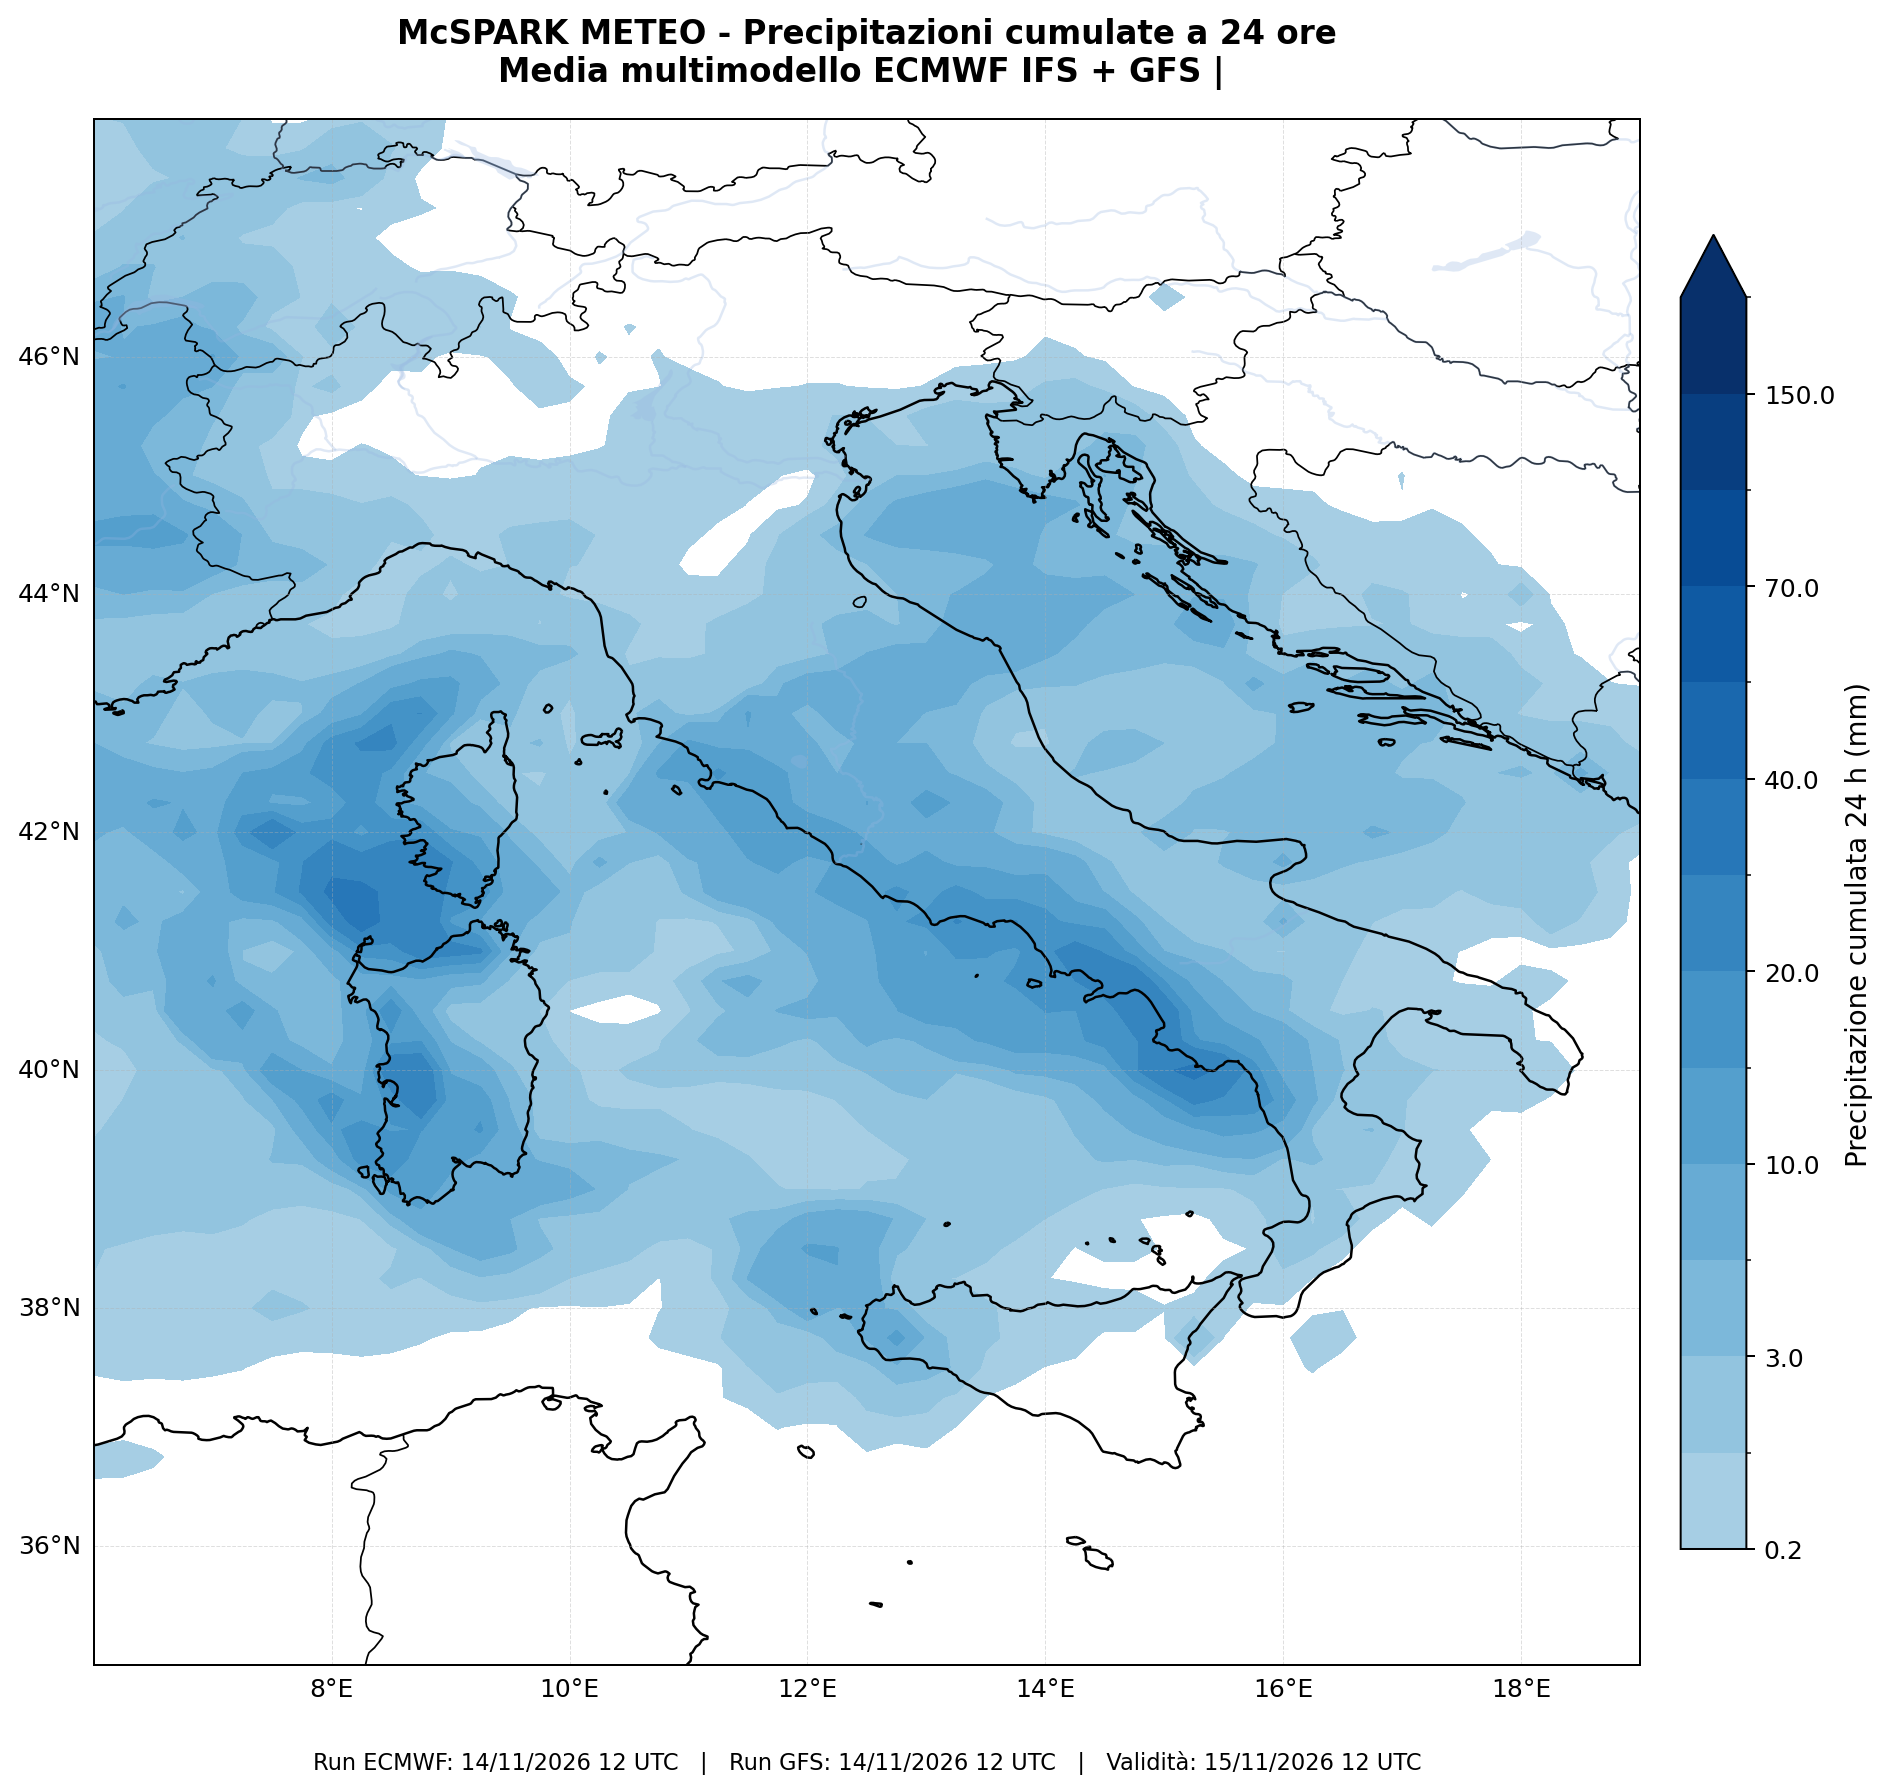 McSPARK METEO - Precipitazioni cumulate a 24 ore
Media multimodello ECMWF IFS + GFS |
46°N
44°N
42°N
40°N
38°N
36°N
8°E
10°E
12°E
14°E
16°E
18°E
150.0
70.0
40.0
20.0
10.0
3.0
0.2
Precipitazione cumulata 24 h (mm)
Run ECMWF: 14/11/2026 12 UTC | Run GFS: 14/11/2026 12 UTC | Validità: 15/11/2026 12 UTC